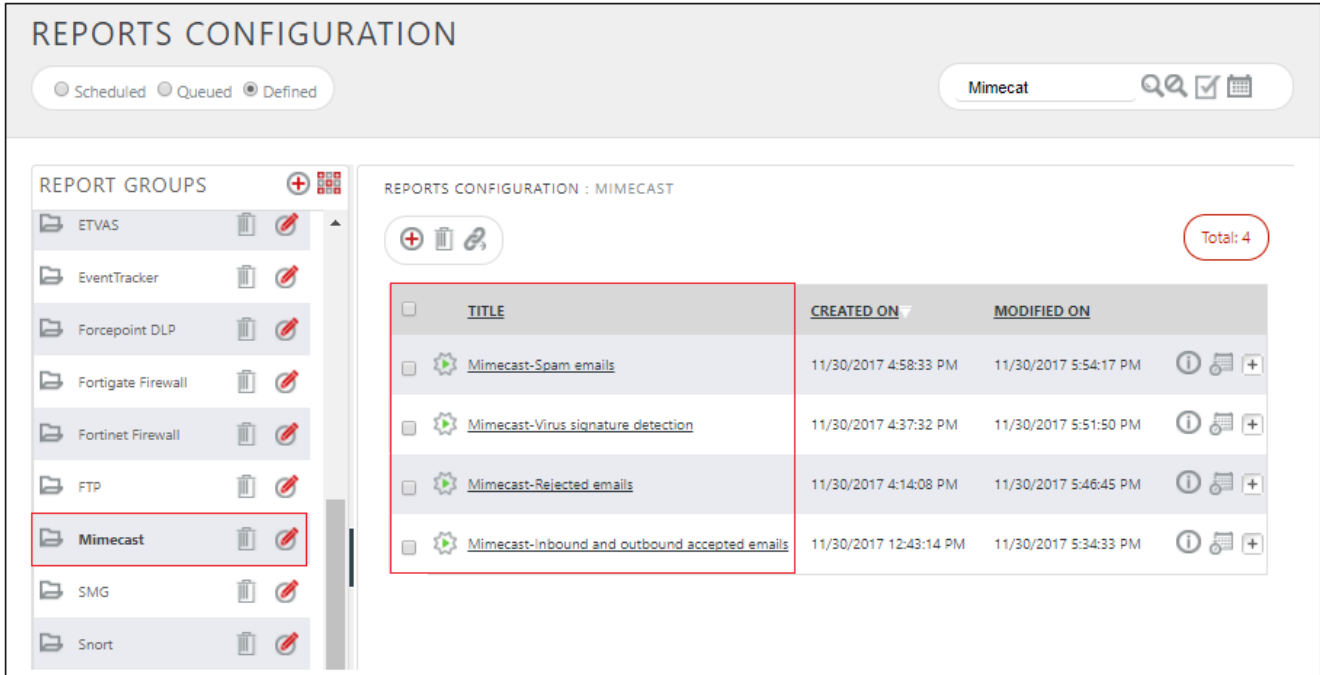 REPORTS CONFIGURATION
Scheduled Queued Defined
Mimecat
REPORT GROUPS
ETVAS
EventTracker
Forcepoint DLP
Fortigate Firewall
Fortinet Firewall
FTP
Mimecast
SMG
Snort
REPORTS CONFIGURATION : MIMECAST
Total: 4
TITLE CREATED ON MODIFIED ON
Mimecast-Spam emails 11/30/2017 4:58:33 PM 11/30/2017 5:54:17 PM
Mimecast-Virus signature detection 11/30/2017 4:37:32 PM 11/30/2017 5:51:50 PM
Mimecast-Rejected emails 11/30/2017 4:14:08 PM 11/30/2017 5:46:45 PM
Mimecast-Inbound and outbound accepted emails 11/30/2017 12:43:14 PM 11/30/2017 5:34:33 PM